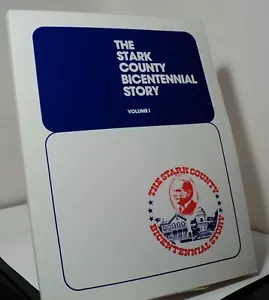 THE
STARK
COUNTY
BICENTENNIAL
STORY
VOLUME I
THE STARK COUNTY
BICENTENNIAL STORY